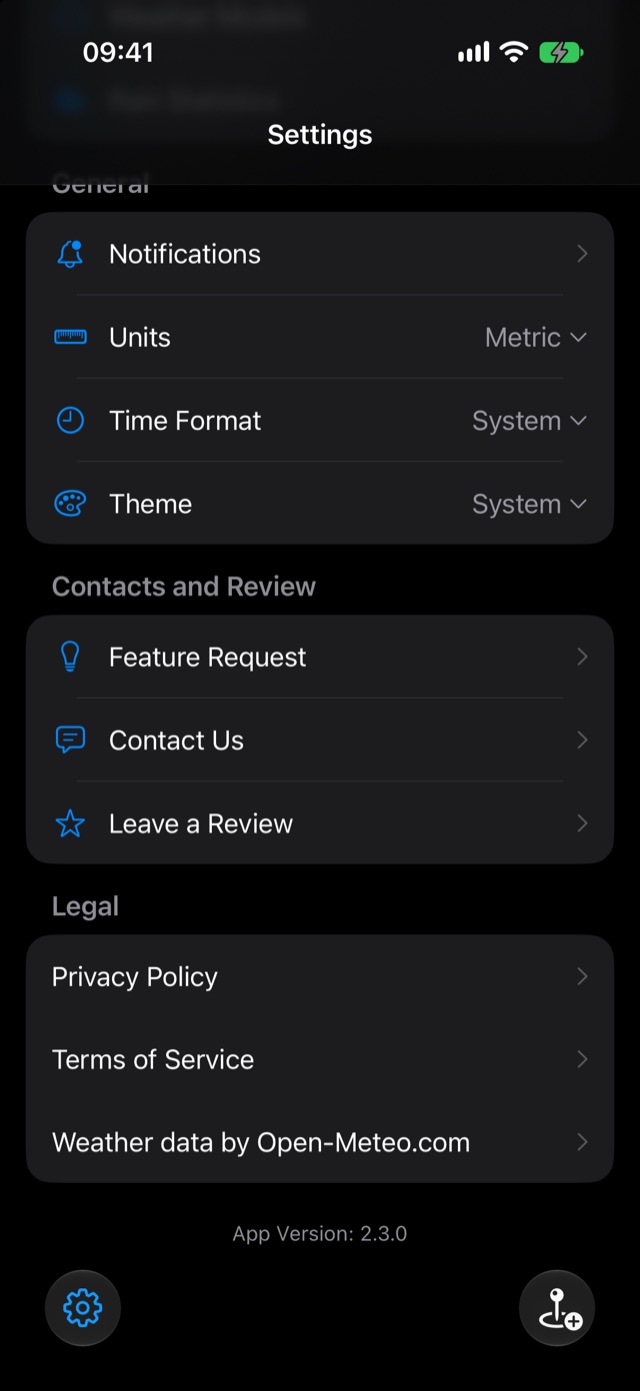 09:41
Settings
General
Notifications
Units
Metric
Time Format
System
Theme
System
Contacts and Review
Feature Request
Contact Us
Leave a Review
Legal
Privacy Policy
Terms of Service
Weather data by Open-Meteo.com
App Version: 2.3.0